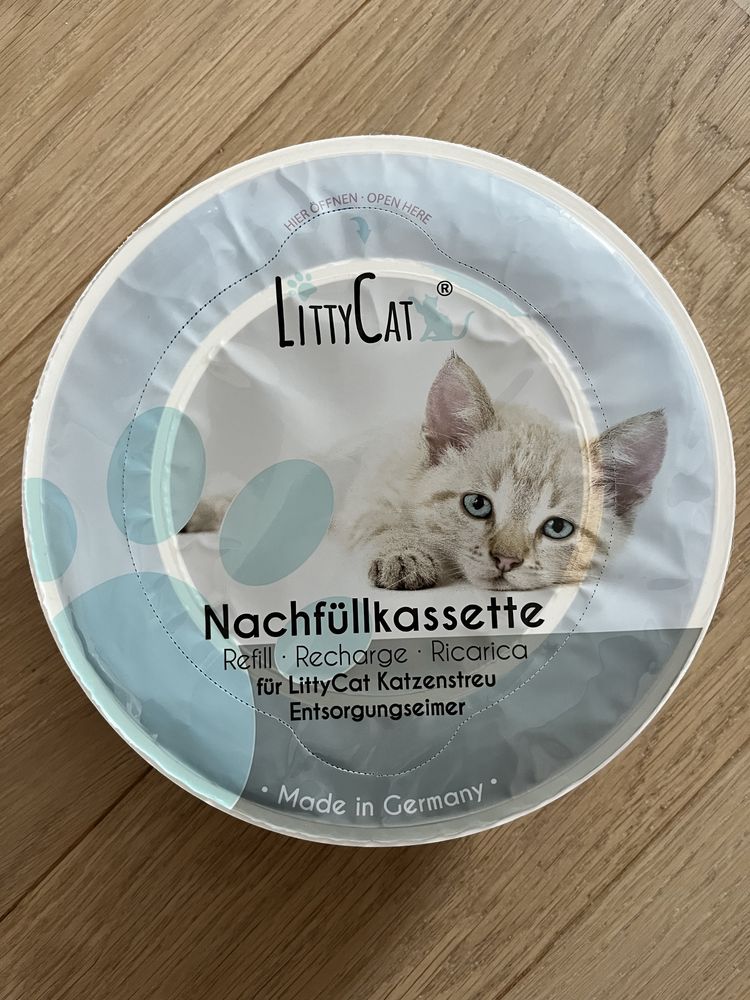 HIER ÖFFNEN · OPEN HERE
LITTYCAT ®
Nachfüllkassette
Refill · Recharge · Ricarica
für LittyCat Katzenstreu
Entsorgungseimer
· Made in Germany ·